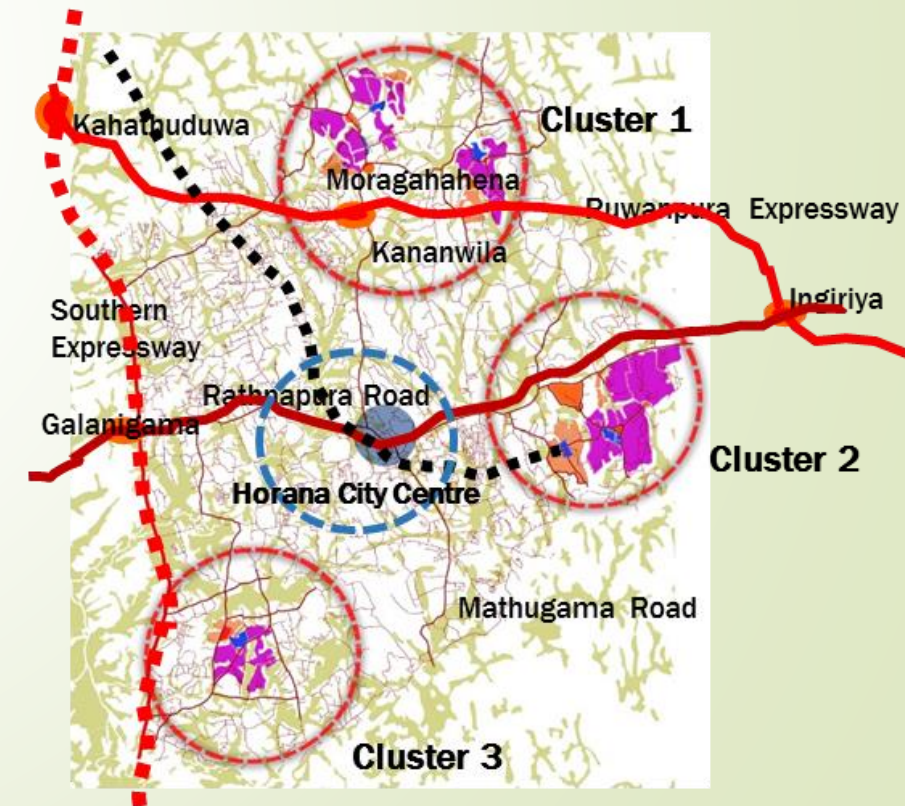 Kahathuduwa
Cluster 1
Moragahahena
Ruwanpura Expressway
Kananwila
Ingiriya
Southern
Expressway
Rathnapura Road
Galanigama
Cluster 2
Horana City Centre
Mathugama Road
Cluster 3